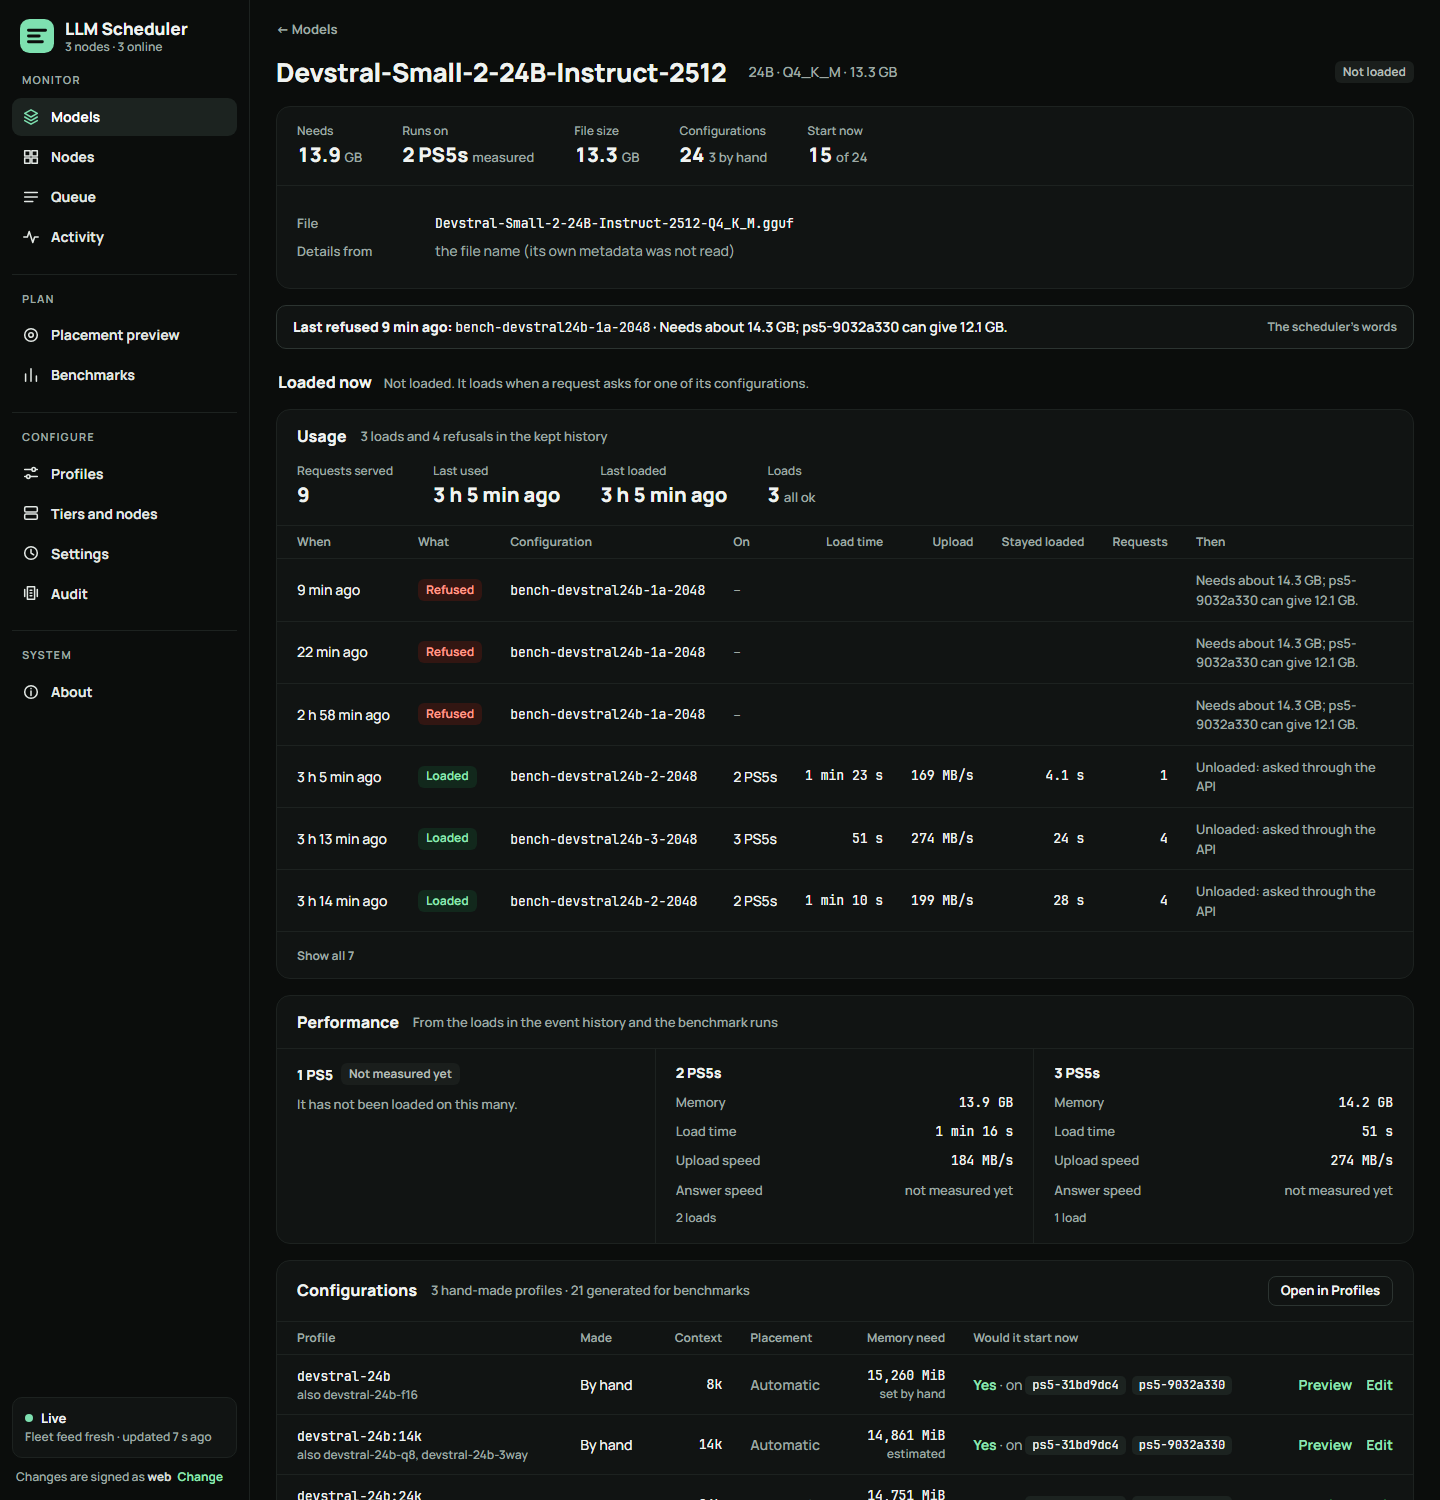 LLM Scheduler
3 nodes · 3 online
MONITOR
Models
Nodes
Queue
Activity
PLAN
Placement preview
Benchmarks
CONFIGURE
Profiles
Tiers and nodes
Settings
Audit
SYSTEM
About
Live
Fleet feed fresh · updated 7 s ago
Changes are signed as web Change
← Models
Devstral-Small-2-24B-Instruct-2512 24B · Q4_K_M · 13.3 GB Not loaded
Needs Runs on File size Configurations Start now
13.9 GB 2 PS5s measured 13.3 GB 24 3 by hand 15 of 24
File Devstral-Small-2-24B-Instruct-2512-Q4_K_M.gguf
Details from the file name (its own metadata was not read)
Last refused 9 min ago: bench-devstral24b-1a-2048 · Needs about 14.3 GB; ps5-9032a330 can give 12.1 GB. The scheduler's words
Loaded now Not loaded. It loads when a request asks for one of its configurations.
Usage 3 loads and 4 refusals in the kept history
Requests served Last used Last loaded Loads
9 3 h 5 min ago 3 h 5 min ago 3 all ok
When What Configuration On Load time Upload Stayed loaded Requests Then
9 min ago Refused bench-devstral24b-1a-2048 – Needs about 14.3 GB; ps5-
9032a330 can give 12.1 GB.
22 min ago Refused bench-devstral24b-1a-2048 – Needs about 14.3 GB; ps5-
9032a330 can give 12.1 GB.
2 h 58 min ago Refused bench-devstral24b-1a-2048 – Needs about 14.3 GB; ps5-
9032a330 can give 12.1 GB.
3 h 5 min ago Loaded bench-devstral24b-2-2048 2 PS5s 1 min 23 s 169 MB/s 4.1 s 1 Unloaded: asked through the
API
3 h 13 min ago Loaded bench-devstral24b-3-2048 3 PS5s 51 s 274 MB/s 24 s 4 Unloaded: asked through the
API
3 h 14 min ago Loaded bench-devstral24b-2-2048 2 PS5s 1 min 10 s 199 MB/s 28 s 4 Unloaded: asked through the
API
Show all 7
Performance From the loads in the event history and the benchmark runs
1 PS5 Not measured yet
It has not been loaded on this many.
2 PS5s
Memory 13.9 GB
Load time 1 min 16 s
Upload speed 184 MB/s
Answer speed not measured yet
2 loads
3 PS5s
Memory 14.2 GB
Load time 51 s
Upload speed 274 MB/s
Answer speed not measured yet
1 load
Configurations 3 hand-made profiles · 21 generated for benchmarks Open in Profiles
Profile Made Context Placement Memory need Would it start now
devstral-24b By hand 8k Automatic 15,260 MiB Yes · on ps5-31bd9dc4 ps5-9032a330 Preview Edit
also devstral-24b-f16 set by hand
devstral-24b:14k By hand 14k Automatic 14,861 MiB Yes · on ps5-31bd9dc4 ps5-9032a330 Preview Edit
also devstral-24b-q8, devstral-24b-3way estimated
devstral-24b:24k 14,751 MiB